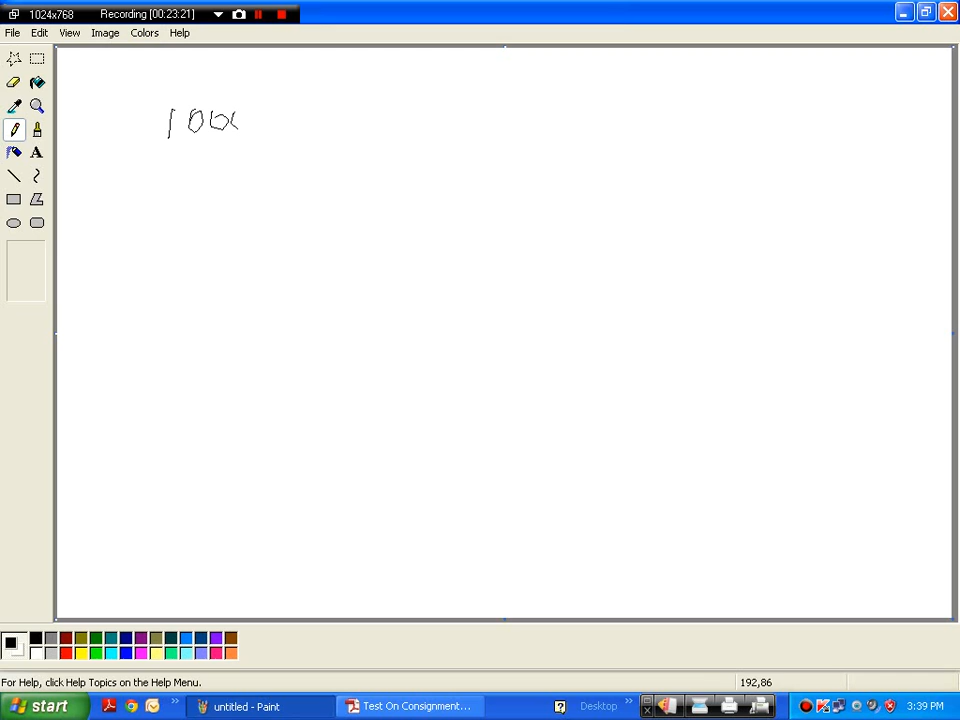 1024x768 Recording [00:23:21]
File Edit View Image Colors Help
A
100
For Help, click Help Topics on the Help Menu. 192,86
start untitled - Paint Test On Consignment... Desktop 3:39 PM